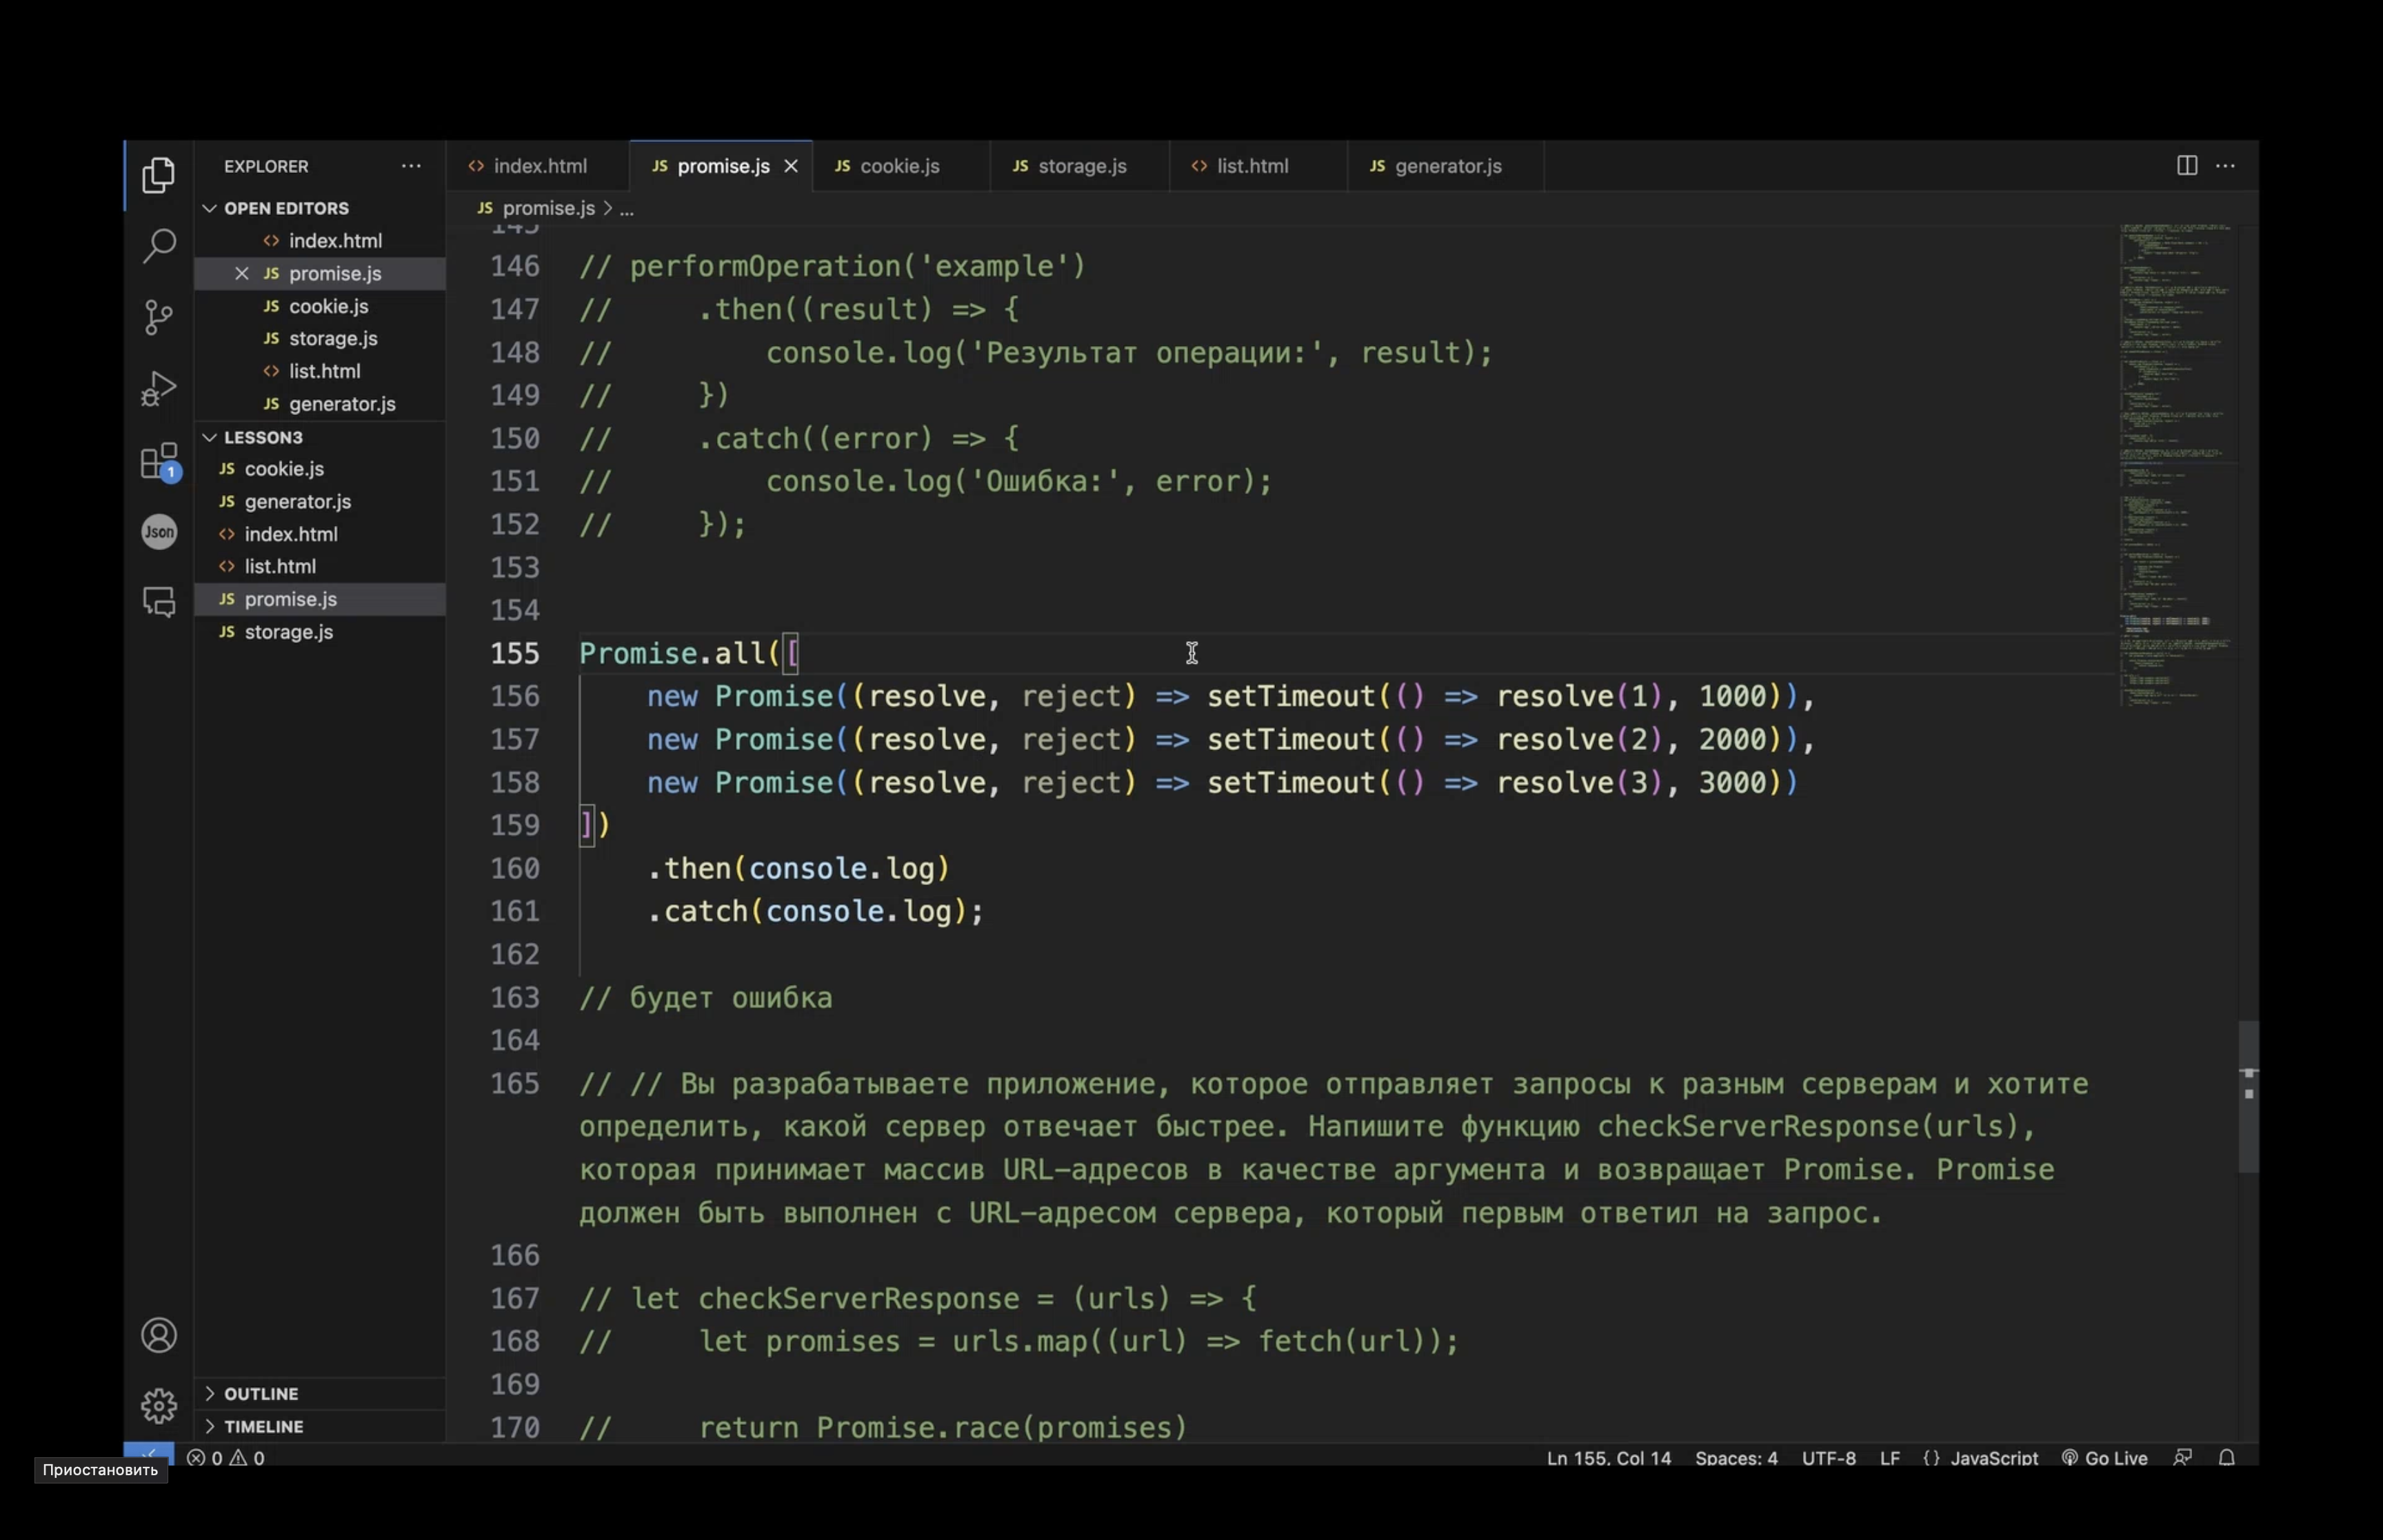 EXPLORER
OPEN EDITORS
index.html
promise.js
cookie.js
storage.js
list.html
generator.js
LESSON3
cookie.js
generator.js
index.html
list.html
promise.js
storage.js
OUTLINE
TIMELINE
1
Json
index.html
JS promise.js
JS cookie.js
JS storage.js
list.html
JS generator.js
JS promise.js > ...
145
146 // performOperation('example')
147 //     .then((result) => {
148 //         console.log('Результат операции:', result);
149 //     })
150 //     .catch((error) => {
151 //         console.log('Ошибка:', error);
152 //     });
153
154
155 Promise.all([
156     new Promise((resolve, reject) => setTimeout(() => resolve(1), 1000)),
157     new Promise((resolve, reject) => setTimeout(() => resolve(2), 2000)),
158     new Promise((resolve, reject) => setTimeout(() => resolve(3), 3000))
159 ])
160     .then(console.log)
161     .catch(console.log);
162
163 // будет ошибка
164
165 // // Вы разрабатываете приложение, которое отправляет запросы к разным серверам и хотите
определить, какой сервер отвечает быстрее. Напишите функцию checkServerResponse(urls),
которая принимает массив URL-адресов в качестве аргумента и возвращает Promise. Promise
должен быть выполнен с URL-адресом сервера, который первым ответил на запрос.
166
167 // let checkServerResponse = (urls) => {
168 //     let promises = urls.map((url) => fetch(url));
169
170 //     return Promise.race(promises)
0 0
Ln 155, Col 14 Spaces: 4 UTF-8 LF {} JavaScript Go Live
Приостановить